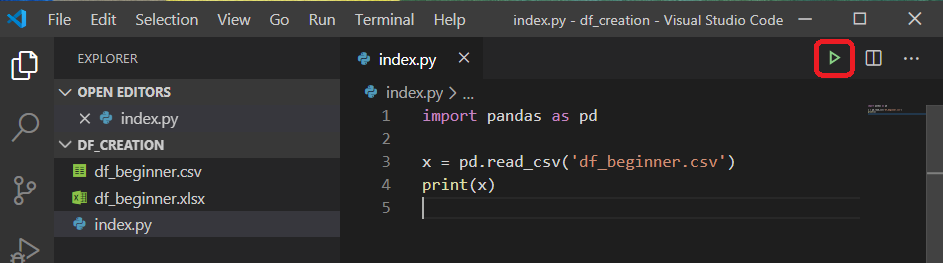 File Edit Selection View Go Run Terminal Help index.py - df_creation - Visual Studio Code
EXPLORER
OPEN EDITORS
index.py
DF_CREATION
df_beginner.csv
df_beginner.xlsx
index.py
index.py
index.py > ...
1 import pandas as pd
2
3 x = pd.read_csv('df_beginner.csv')
4 print(x)
5